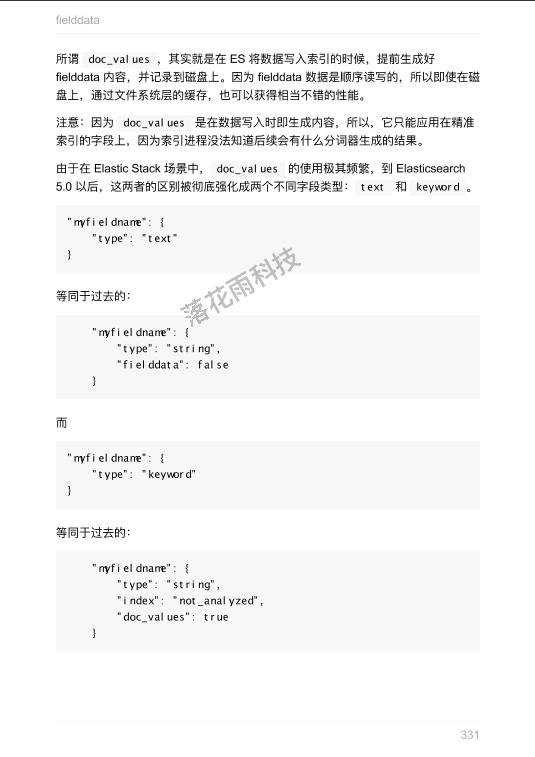 fielddata
所谓 doc_values ，其实就是在 ES 将数据写入索引的时候，提前生成好
fielddata 内容，并记录到磁盘上。因为 fielddata 数据是顺序读写的，所以即使在磁
盘上，通过文件系统层的缓存，也可以获得相当不错的性能。
注意：因为 doc_values 是在数据写入时即生成内容，所以，它只能应用在精准
索引的字段上，因为索引进程没法知道后续会有什么分词器生成的结果。
由于在 Elastic Stack 场景中， doc_values 的使用极其频繁，到 Elasticsearch
5.0 以后，这两者的区别被彻底强化成两个不同字段类型： text 和 keyword 。
"myfieldname": {
    "type": "text"
}
落花雨科技
等同于过去的：
    "myfieldname": {
        "type": "string",
        "fielddata": false
    }
而
"myfieldname": {
    "type": "keyword"
}
等同于过去的：
    "myfieldname": {
        "type": "string",
        "index": "not_analyzed",
        "doc_values": true
    }
331